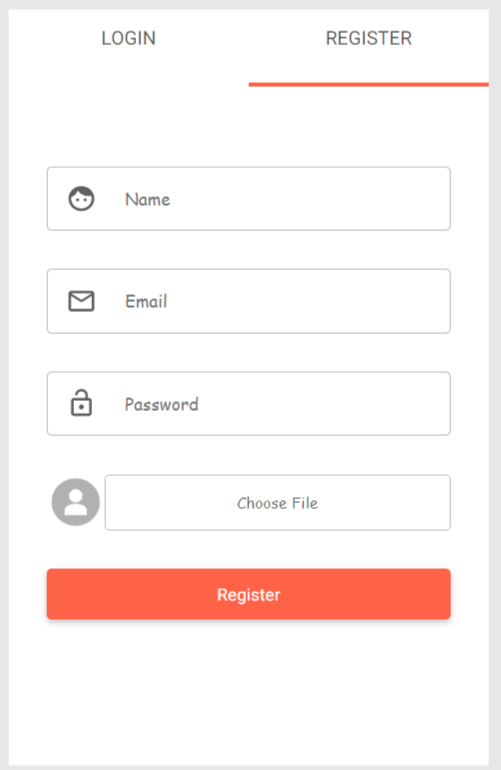 LOGIN REGISTER
Name
Email
Password
Choose File
Register